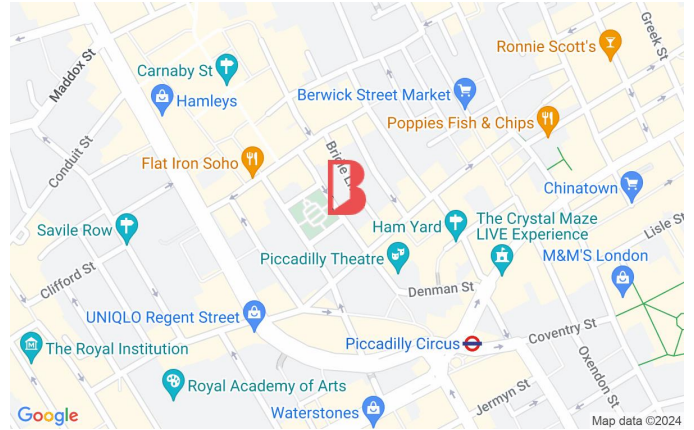 Maddox St
Carnaby St
Hamleys
Conduit St
Berwick Street Market
Ronnie Scott's
Greek St
Poppies Fish & Chips
Flat Iron Soho
Bridle Ln
B
Chinatown
Savile Row
Ham Yard
The Crystal Maze
LIVE Experience
Lisle St
Clifford St
Piccadilly Theatre
M&M'S London
Denman St
UNIQLO Regent Street
Piccadilly Circus
Coventry St
The Royal Institution
Royal Academy of Arts
Oxendon St
Jermyn St
Waterstones
Google
Map data ©2024